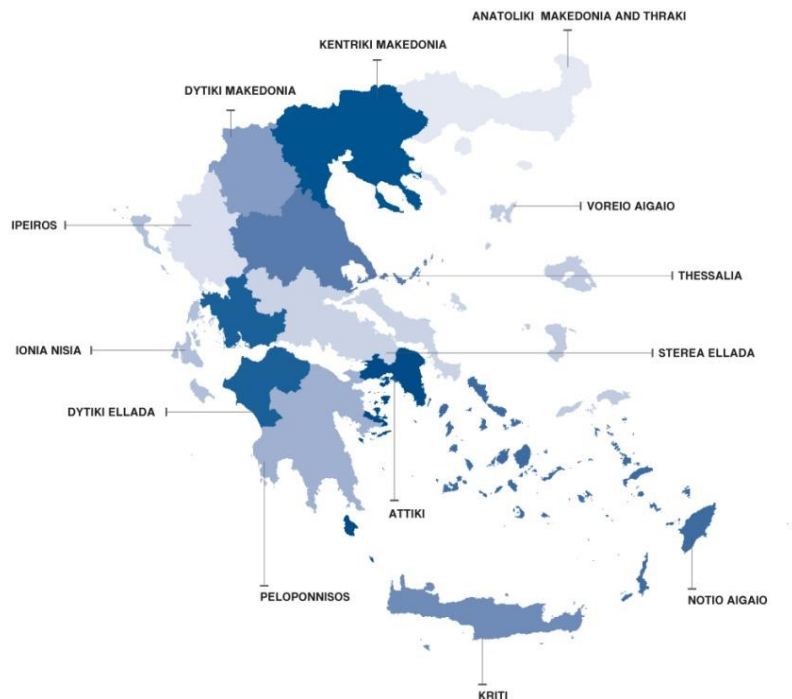 ANATOLIKI MAKEDONIA AND THRAKI
KENTRIKI MAKEDONIA
DYTIKI MAKEDONIA
VOREIO AIGAIO
IPEIROS
THESSALIA
IONIA NISIA
STEREA ELLADA
DYTIKI ELLADA
ATTIKI
PELOPONNISOS
NOTIO AIGAIO
KRITI